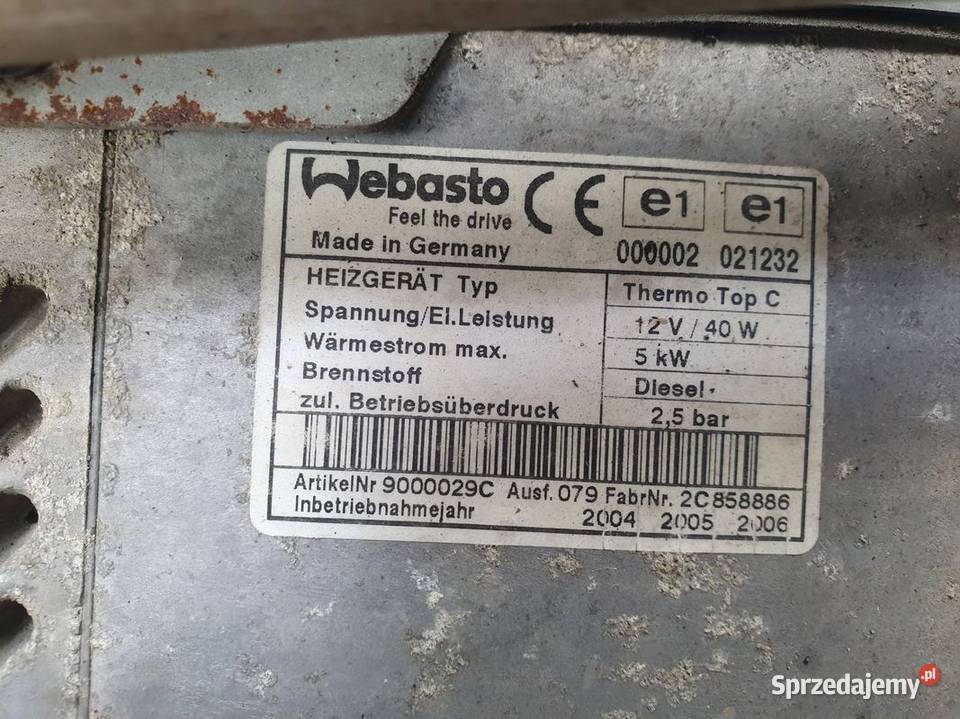 Webasto CE e1 e1
Feel the drive
Made in Germany 000002 021232
HEIZGERÄT Typ Thermo Top C
Spannung/El.Leistung 12 V / 40 W
Wärmestrom max. 5 kW
Brennstoff Diesel
zul. Betriebsüberdruck 2,5 bar
ArtikelNr 9000029C Ausf. 079 FabrNr. 2C858886
Inbetriebnahmejahr 2004 2005 2006
Sprzedajemy.pl